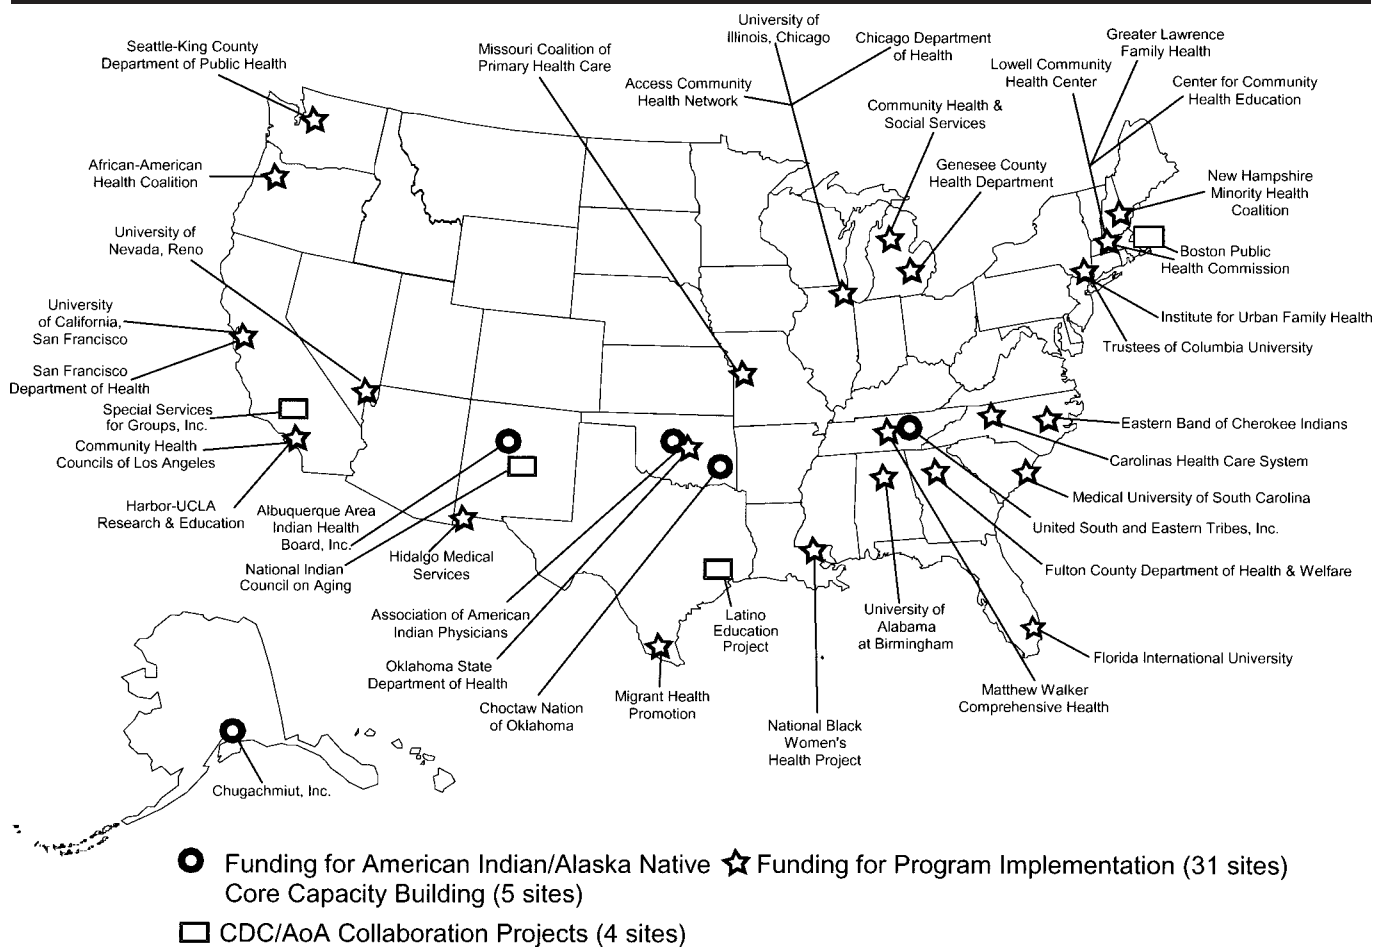 Seattle-King County
Department of Public Health
Missouri Coalition of
Primary Health Care
University of
Illinois, Chicago
Chicago Department
of Health
Access Community
Health Network
Greater Lawrence
Family Health
Lowell Community
Health Center
Center for Community
Health Education
Community Health &
Social Services
Genesee County
Health Department
African-American
Health Coalition
New Hampshire
Minority Health
Coalition
University of
Nevada, Reno
Boston Public
Health Commission
University
of California,
San Francisco
Institute for Urban Family Health
Trustees of Columbia University
San Francisco
Department of Health
Special Services
for Groups, Inc.
Community Health
Councils of Los Angeles
Eastern Band of Cherokee Indians
Carolinas Health Care System
Harbor-UCLA
Research & Education
Medical University of South Carolina
Albuquerque Area
Indian Health
Board, Inc.
United South and Eastern Tribes, Inc.
National Indian
Council on Aging
Hidalgo Medical
Services
Fulton County Department of Health & Welfare
Association of American
Indian Physicians
Latino
Education
Project
University of
Alabama
at Birmingham
Oklahoma State
Department of Health
Florida International University
Choctaw Nation
of Oklahoma
Migrant Health
Promotion
Matthew Walker
Comprehensive Health
National Black
Women's
Health Project
Chugachmiut, Inc.
Funding for American Indian/Alaska Native
Core Capacity Building (5 sites)
Funding for Program Implementation (31 sites)
CDC/AoA Collaboration Projects (4 sites)